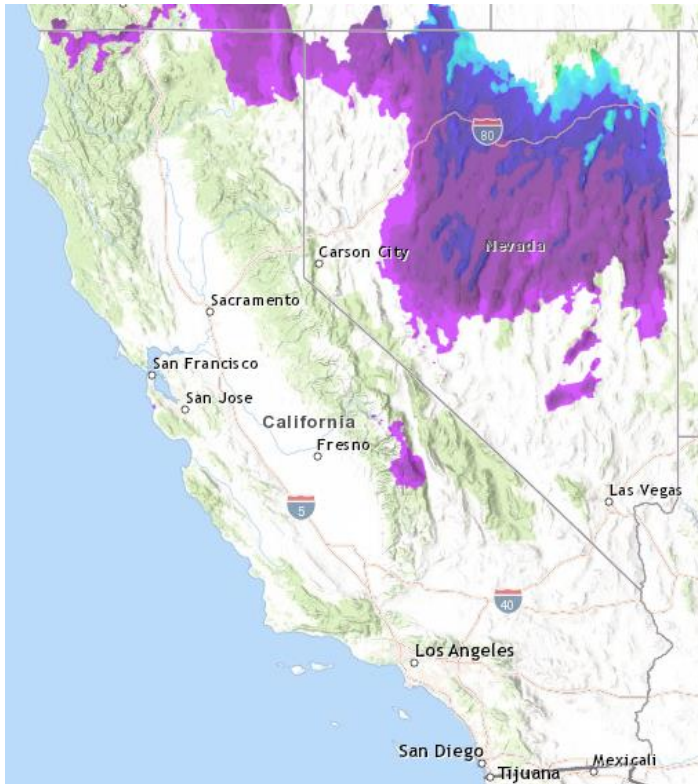 80
Carson City
Nevada
Sacramento
San Francisco
San Jose
California
Fresno
Las Vegas
5
40
Los Angeles
San Diego
Tijuana
Mexicali